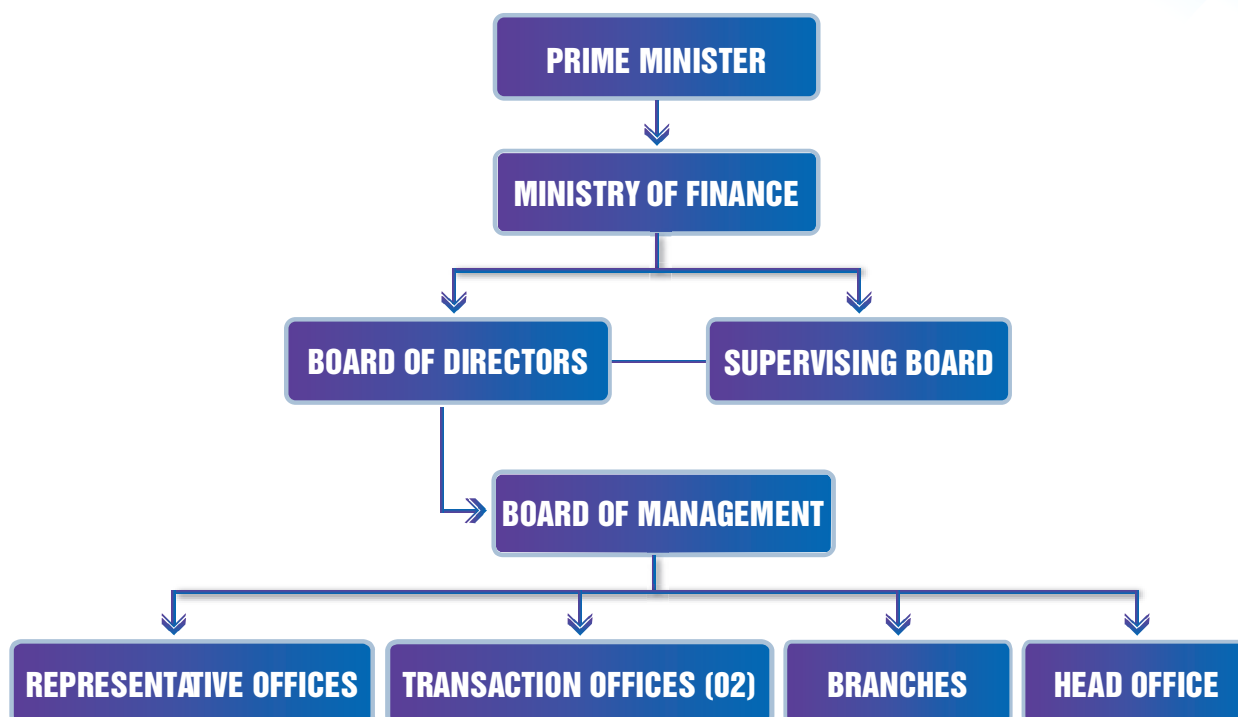 PRIME MINISTER
MINISTRY OF FINANCE
BOARD OF DIRECTORS
SUPERVISING BOARD
BOARD OF MANAGEMENT
REPRESENTATIVE OFFICES
TRANSACTION OFFICES (02)
BRANCHES
HEAD OFFICE